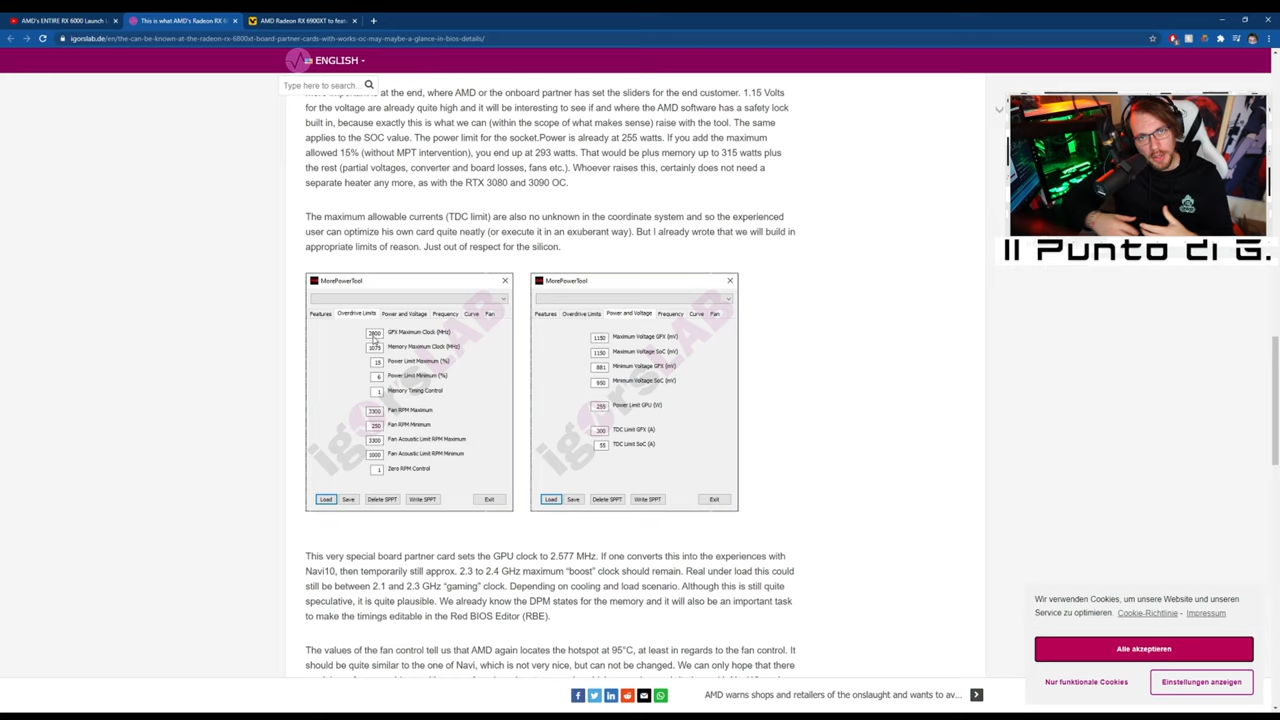 AMD's ENTIRE RX 6000 Launch L
This is what AMD's Radeon RX 6
AMD Radeon RX 6900XT to feat
igorslab.de/en/the-can-be-known-at-the-radeon-rx-6800xt-board-partner-cards-with-works-oc-may-maybe-a-glance-in-bios-details/
ENGLISH
Type here to search...
at the end, where AMD or the onboard partner has set the sliders for the end customer. 1.15 Volts
for the voltage are already quite high and it will be interesting to see if and where the AMD software has a safety lock
built in, because exactly this is what we can (within the scope of what makes sense) raise with the tool. The same
applies to the SOC value. The power limit for the socket.Power is already at 255 watts. If you add the maximum
allowed 15% (without MPT intervention), you end up at 293 watts. That would be plus memory up to 315 watts plus
the rest (partial voltages, converter and board losses, fans etc.). Whoever raises this, certainly does not need a
separate heater any more, as with the RTX 3080 and 3090 OC.
The maximum allowable currents (TDC limit) are also no unknown in the coordinate system and so the experienced
user can optimize his own card quite neatly (or execute it in an exuberant way). But I already wrote that we will build in
appropriate limits of reason. Just out of respect for the silicon.
MorePowerTool
Features Overdrive Limits Power and Voltage Frequency Curve Fan
2800 GFX Maximum Clock (MHz)
1075 Memory Maximum Clock (MHz)
15 Power Limit Maximum (%)
6 Power Limit Minimum (%)
1 Memory Timing Control
3300 Fan RPM Maximum
250 Fan RPM Minimum
3300 Fan Acoustic Limit RPM Maximum
1000 Fan Acoustic Limit RPM Minimum
1 Zero RPM Control
Load Save Delete SPPT Write SPPT Exit
igorsLAB
MorePowerTool
Features Overdrive Limits Power and Voltage Frequency Curve Fan
1150 Maximum Voltage GFX (mV)
1150 Maximum Voltage SoC (mV)
881 Minimum Voltage GFX (mV)
950 Minimum Voltage SoC (mV)
255 Power Limit GPU (W)
300 TDC Limit GFX (A)
55 TDC Limit SoC (A)
Load Save Delete SPPT Write SPPT Exit
igorsLAB
This very special board partner card sets the GPU clock to 2.577 MHz. If one converts this into the experiences with
Navi10, then temporarily still approx. 2.3 to 2.4 GHz maximum “boost” clock should remain. Real under load this could
still be between 2.1 and 2.3 GHz “gaming” clock. Depending on cooling and load scenario. Although this is still quite
speculative, it is quite plausible. We already know the DPM states for the memory and it will also be an important task
to make the timings editable in the Red BIOS Editor (RBE).
The values of the fan control tell us that AMD again locates the hotspot at 95°C, at least in regards to the fan control. It
should be quite similar to the one of Navi, which is not very nice, but can not be changed. We can only hope that there
AMD warns shops and retailers of the onslaught and wants to av...
Il Punto di G.
Wir verwenden Cookies, um unsere Website und unseren
Service zu optimieren. Cookie-Richtlinie - Impressum
Alle akzeptieren
Nur funktionale Cookies
Einstellungen anzeigen